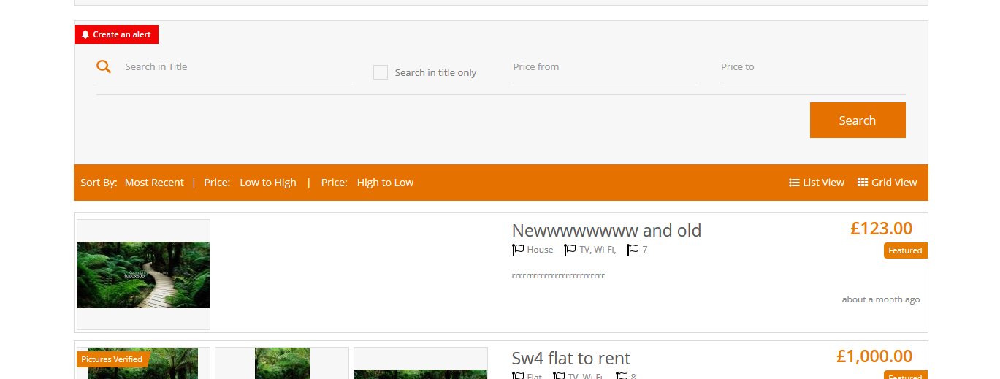 Create an alert
Search in Title
Search in title only
Price from
Price to
Search
Sort By: Most Recent | Price: Low to High | Price: High to Low
List View Grid View
Newwwwwwww and old
£123.00
House TV, Wi-Fi, 7
Featured
rrrrrrrrrrrrrrrrrrrrrrrrrr
1000x500
about a month ago
Pictures Verified
Sw4 flat to rent
£1,000.00
Flat TV, Wi-Fi, 8
Featured